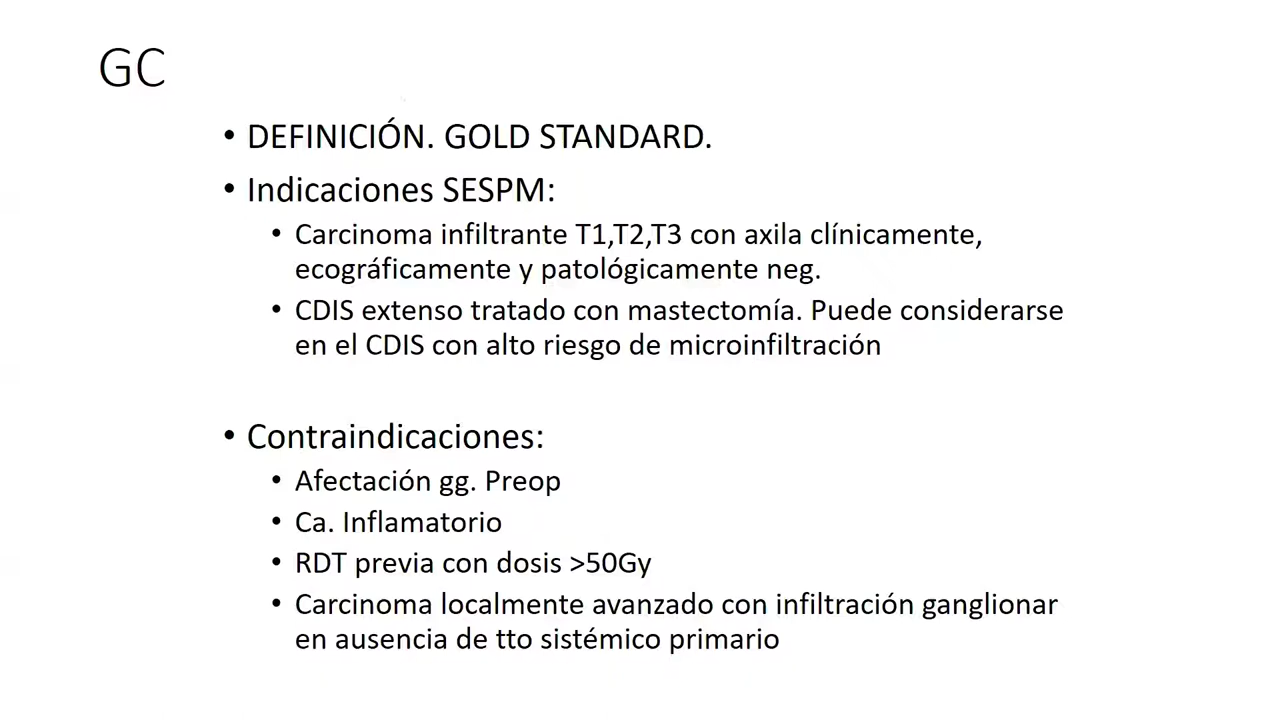 GC
• DEFINICIÓN. GOLD STANDARD.
• Indicaciones SESPM:
• Carcinoma infiltrante T1,T2,T3 con axila clínicamente,
ecográficamente y patológicamente neg.
• CDIS extenso tratado con mastectomía. Puede considerarse
en el CDIS con alto riesgo de microinfiltración
• Contraindicaciones:
• Afectación gg. Preop
• Ca. Inflamatorio
• RDT previa con dosis >50Gy
• Carcinoma localmente avanzado con infiltración ganglionar
en ausencia de tto sistémico primario